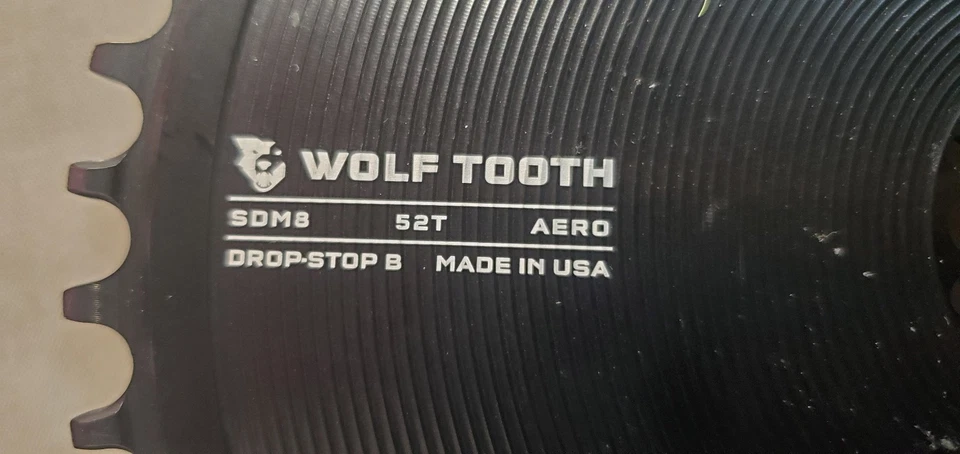 WOLF TOOTH
SDM8 52T AERO
DROP-STOP B MADE IN USA